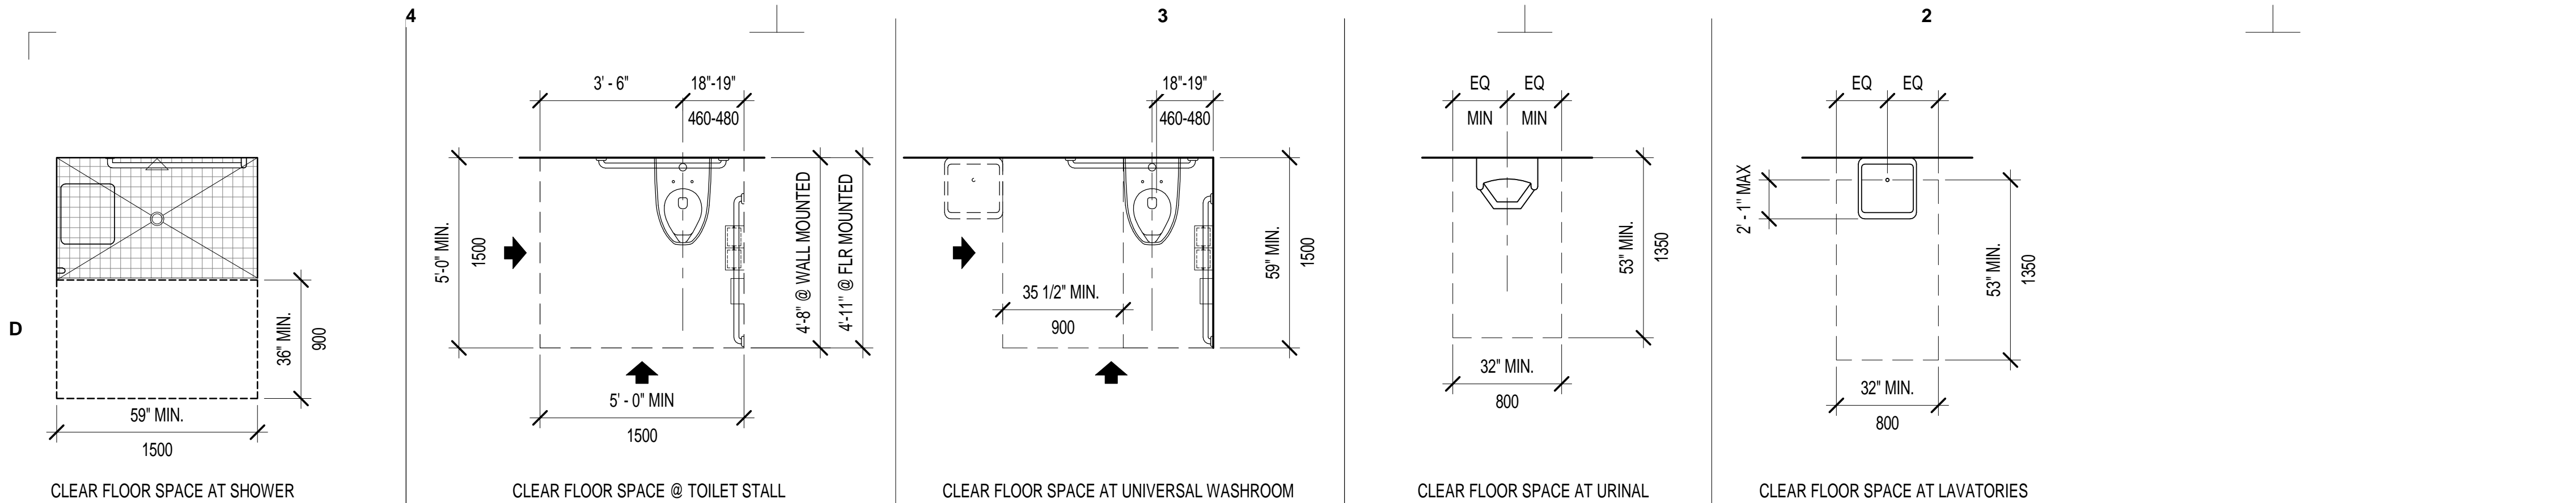 4
3
2
D
36" MIN.
900
59" MIN.
1500
CLEAR FLOOR SPACE AT SHOWER
3' - 6"
18"-19"
460-480
5'-0" MIN.
1500
4'-8" @ WALL MOUNTED
4'-11" @ FLR MOUNTED
5' - 0" MIN
1500
CLEAR FLOOR SPACE @ TOILET STALL
18"-19"
460-480
35 1/2" MIN.
900
59" MIN.
1500
CLEAR FLOOR SPACE AT UNIVERSAL WASHROOM
EQ EQ
MIN MIN
53" MIN.
1350
32" MIN.
800
CLEAR FLOOR SPACE AT URINAL
EQ EQ
2' - 1" MAX
53" MIN.
1350
32" MIN.
800
CLEAR FLOOR SPACE AT LAVATORIES